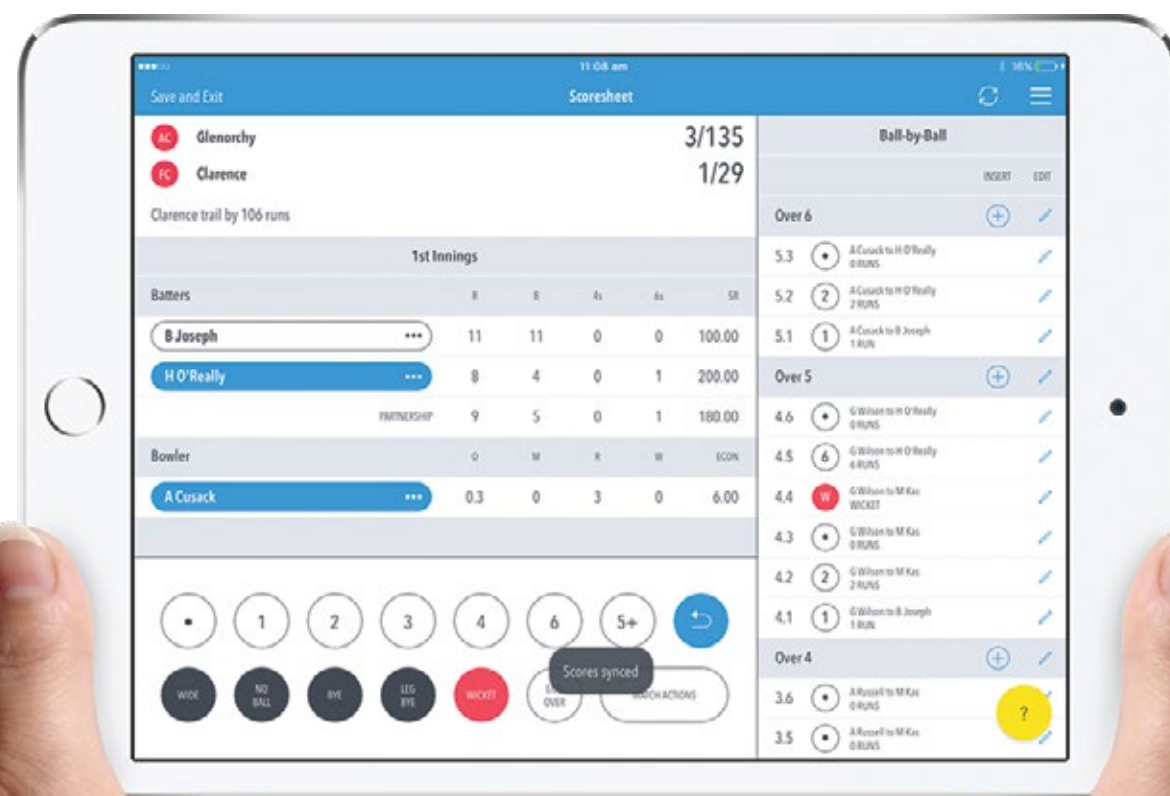 11:08 am
16%
Save and Exit
Scoresheet
AC Glenorchy 3/135
FC Clarence 1/29
Clarence trail by 106 runs
1st Innings
Batters R B 4s 6s SR
B Joseph ••• 11 11 0 0 100.00
H O'Really ••• 8 4 0 1 200.00
PARTNERSHIP 9 5 0 1 180.00
Bowler O M R W ECON
A Cusack ••• 0.3 0 3 0 6.00
• 1 2 3 4 6 5+
WIDE NO BALL BYE LEG BYE WICKET OVER MATCH ACTIONS
Scores synced
Ball-by-Ball
INSERT EDIT
Over 6
5.3 • A Cusack to H O'Really
0 RUNS
5.2 2 A Cusack to H O'Really
2 RUNS
5.1 1 A Cusack to B Joseph
1 RUN
Over 5
4.6 • G Wilson to H O'Really
0 RUNS
4.5 6 G Wilson to H O'Really
6 RUNS
4.4 W G Wilson to M Kas
WICKET
4.3 • G Wilson to M Kas
0 RUNS
4.2 2 G Wilson to M Kas
2 RUNS
4.1 1 G Wilson to B Joseph
1 RUN
Over 4
3.6 • A Russell to M Kas
0 RUNS
3.5 • A Russell to M Kas
0 RUNS
?